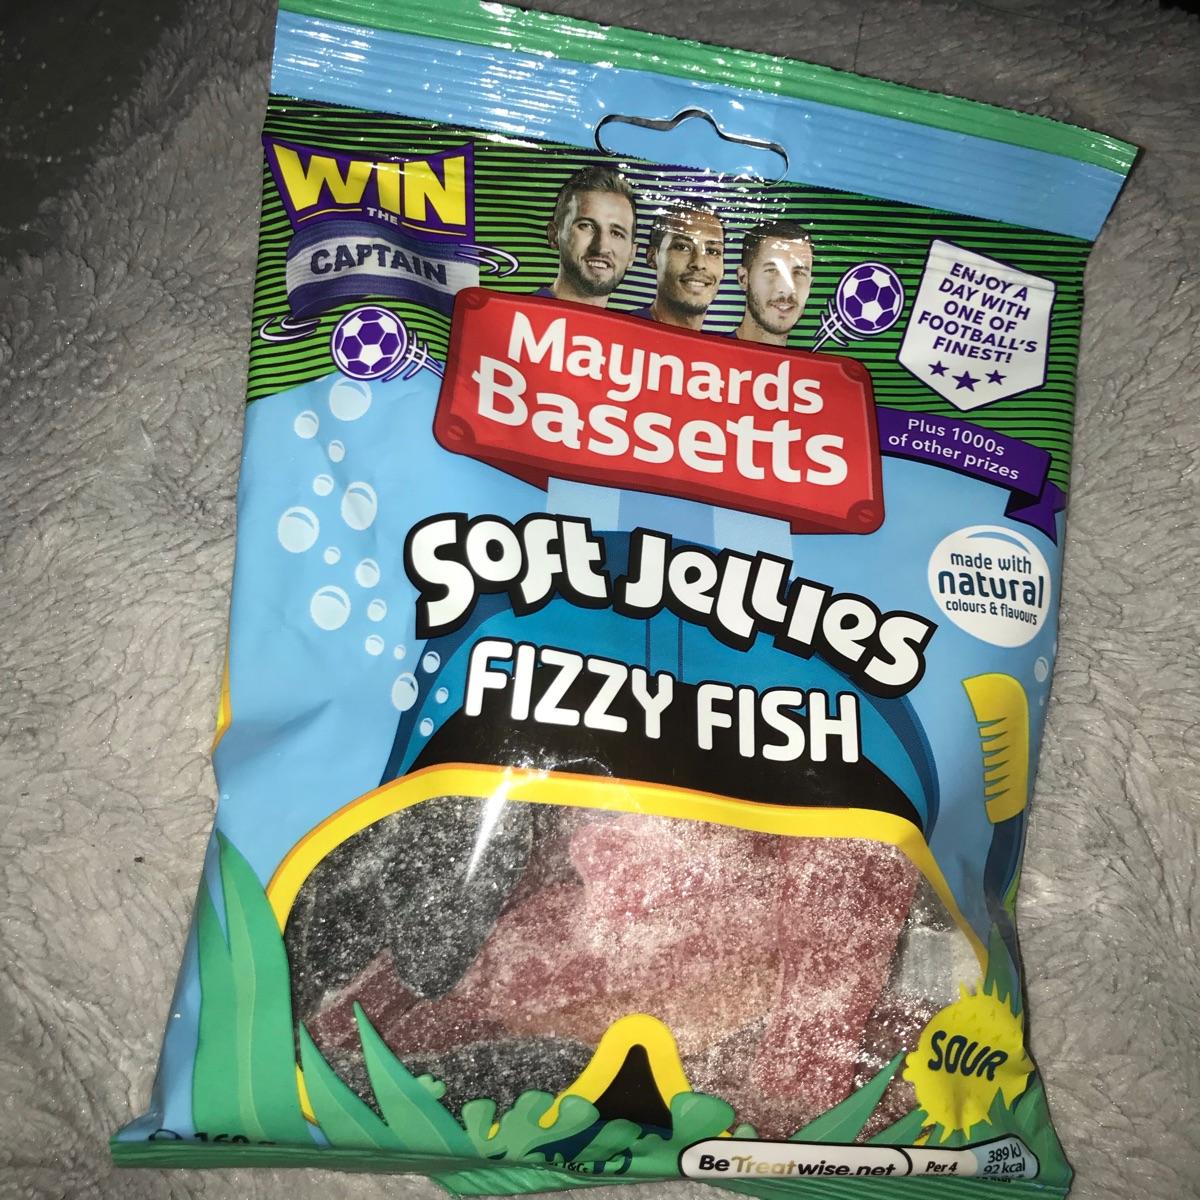 WIN
THE
CAPTAIN
ENJOY A
DAY WITH
ONE OF
FOOTBALL'S
FINEST!
Maynards
Bassetts
Plus 1000s
of other prizes
Soft Jellies
made with
natural
colours & flavours
FIZZY FISH
SOUR
160 g
BeTreatwise.net
Per 4
389 kJ
92 kcal